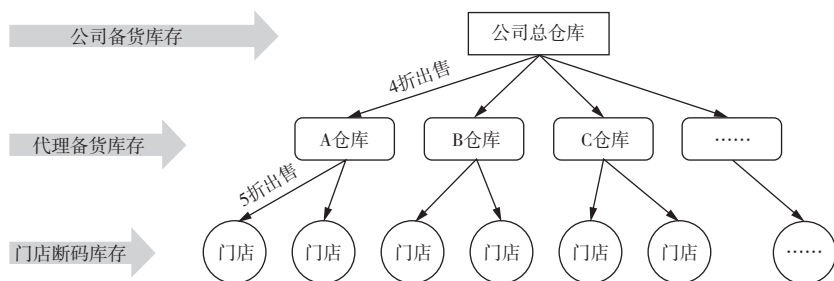 公司备货库存
公司总仓库
4折出售
代理备货库存
A仓库
B仓库
C仓库
……
5折出售
门店断码库存
门店
门店
门店
门店
门店
门店
……